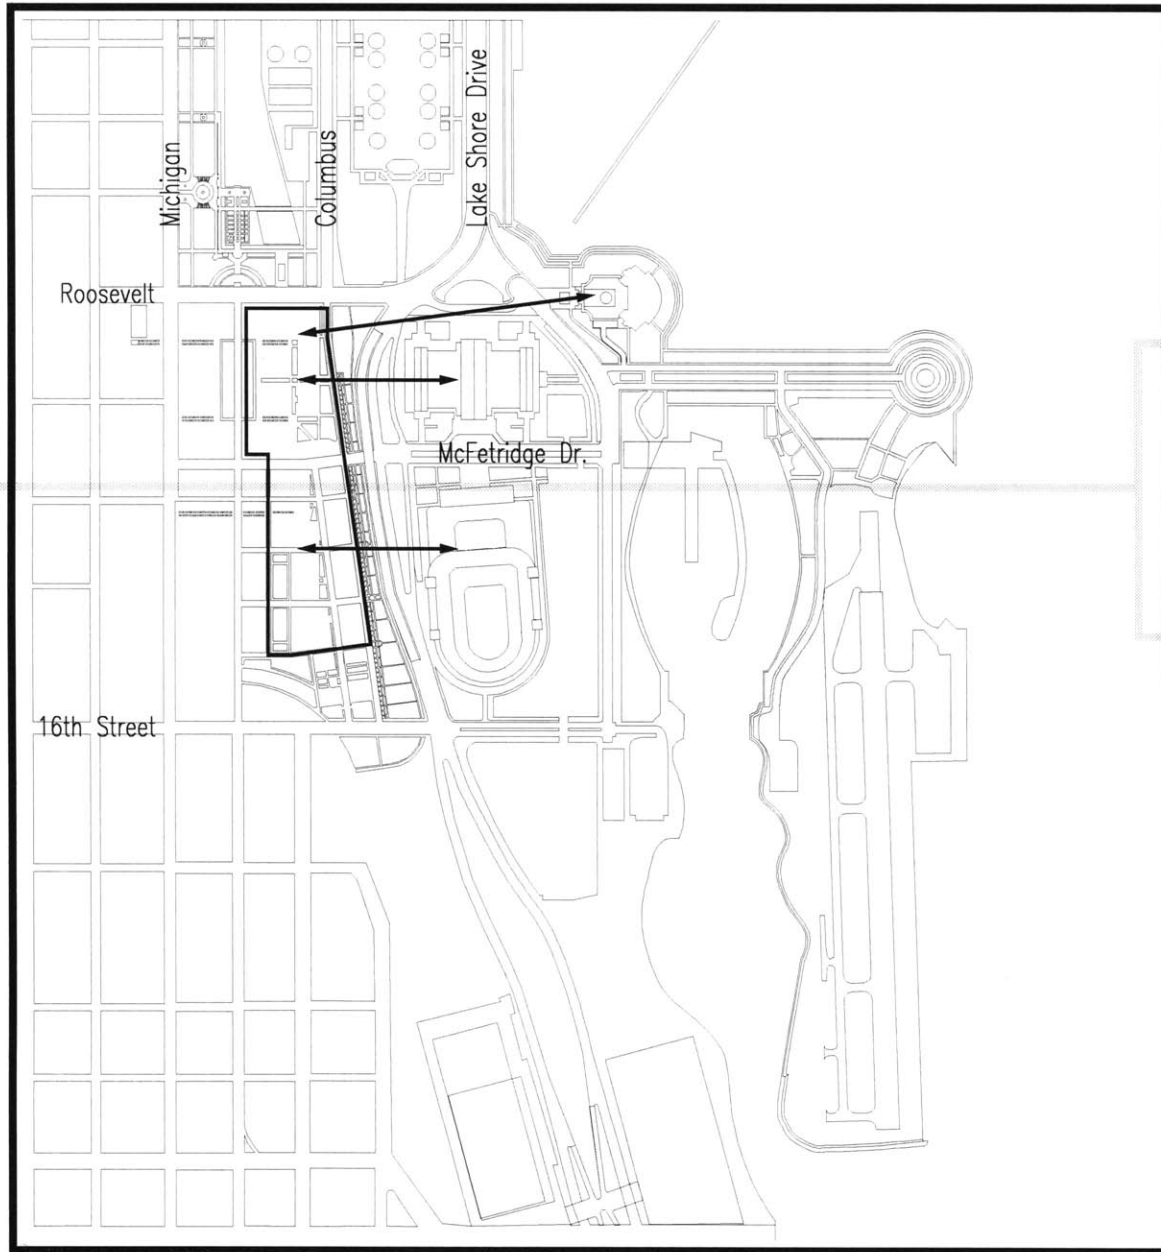 Lake Shore Drive
Columbus
Michigan
Roosevelt
McFetridge Dr.
16th Street